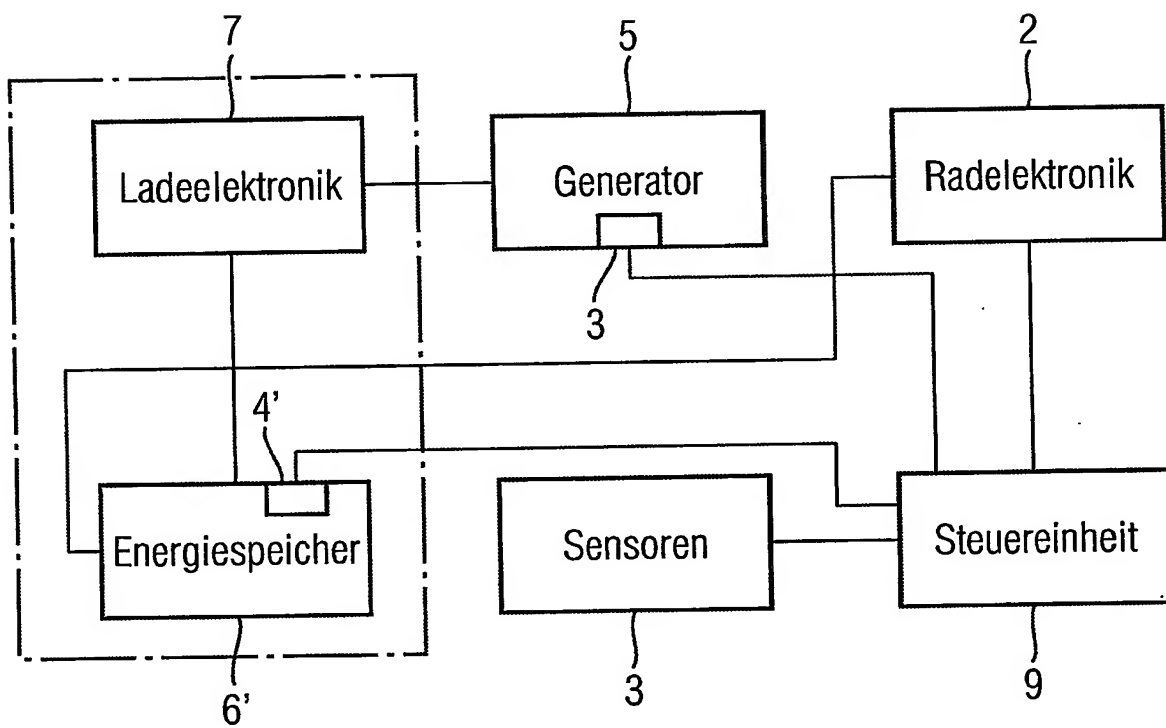 7
5
2
Ladeelektronik
Generator
Radelektronik
3
4'
Energiespeicher
Sensoren
Steuereinheit
6'
3
9